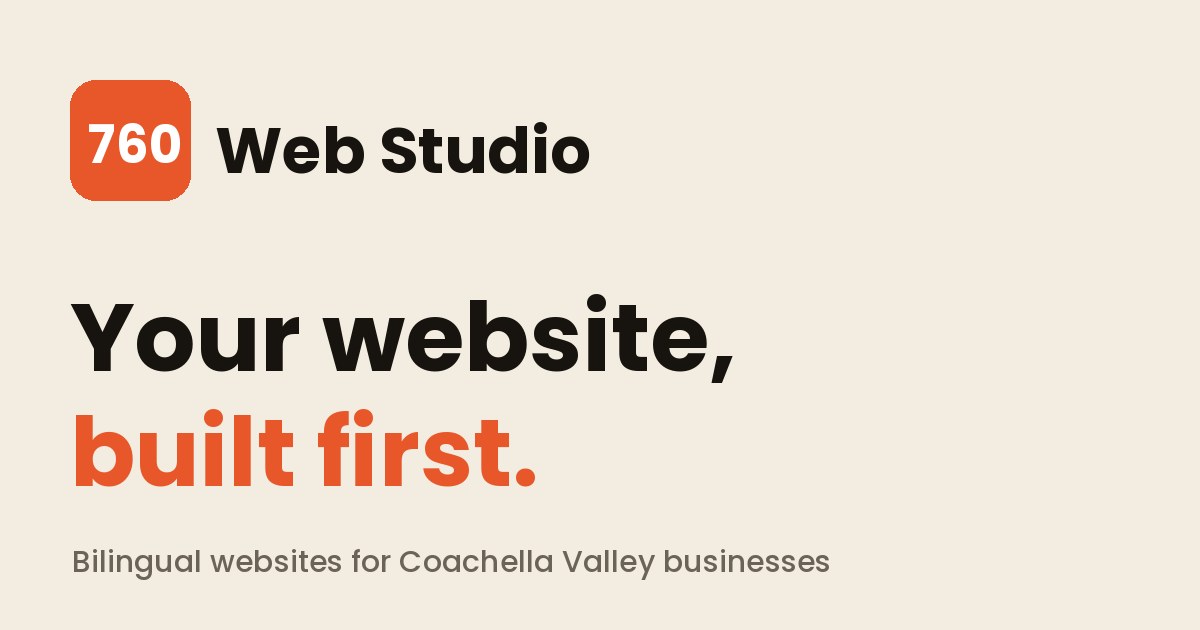 760 Web Studio
Your website,
built first.
Bilingual websites for Coachella Valley businesses